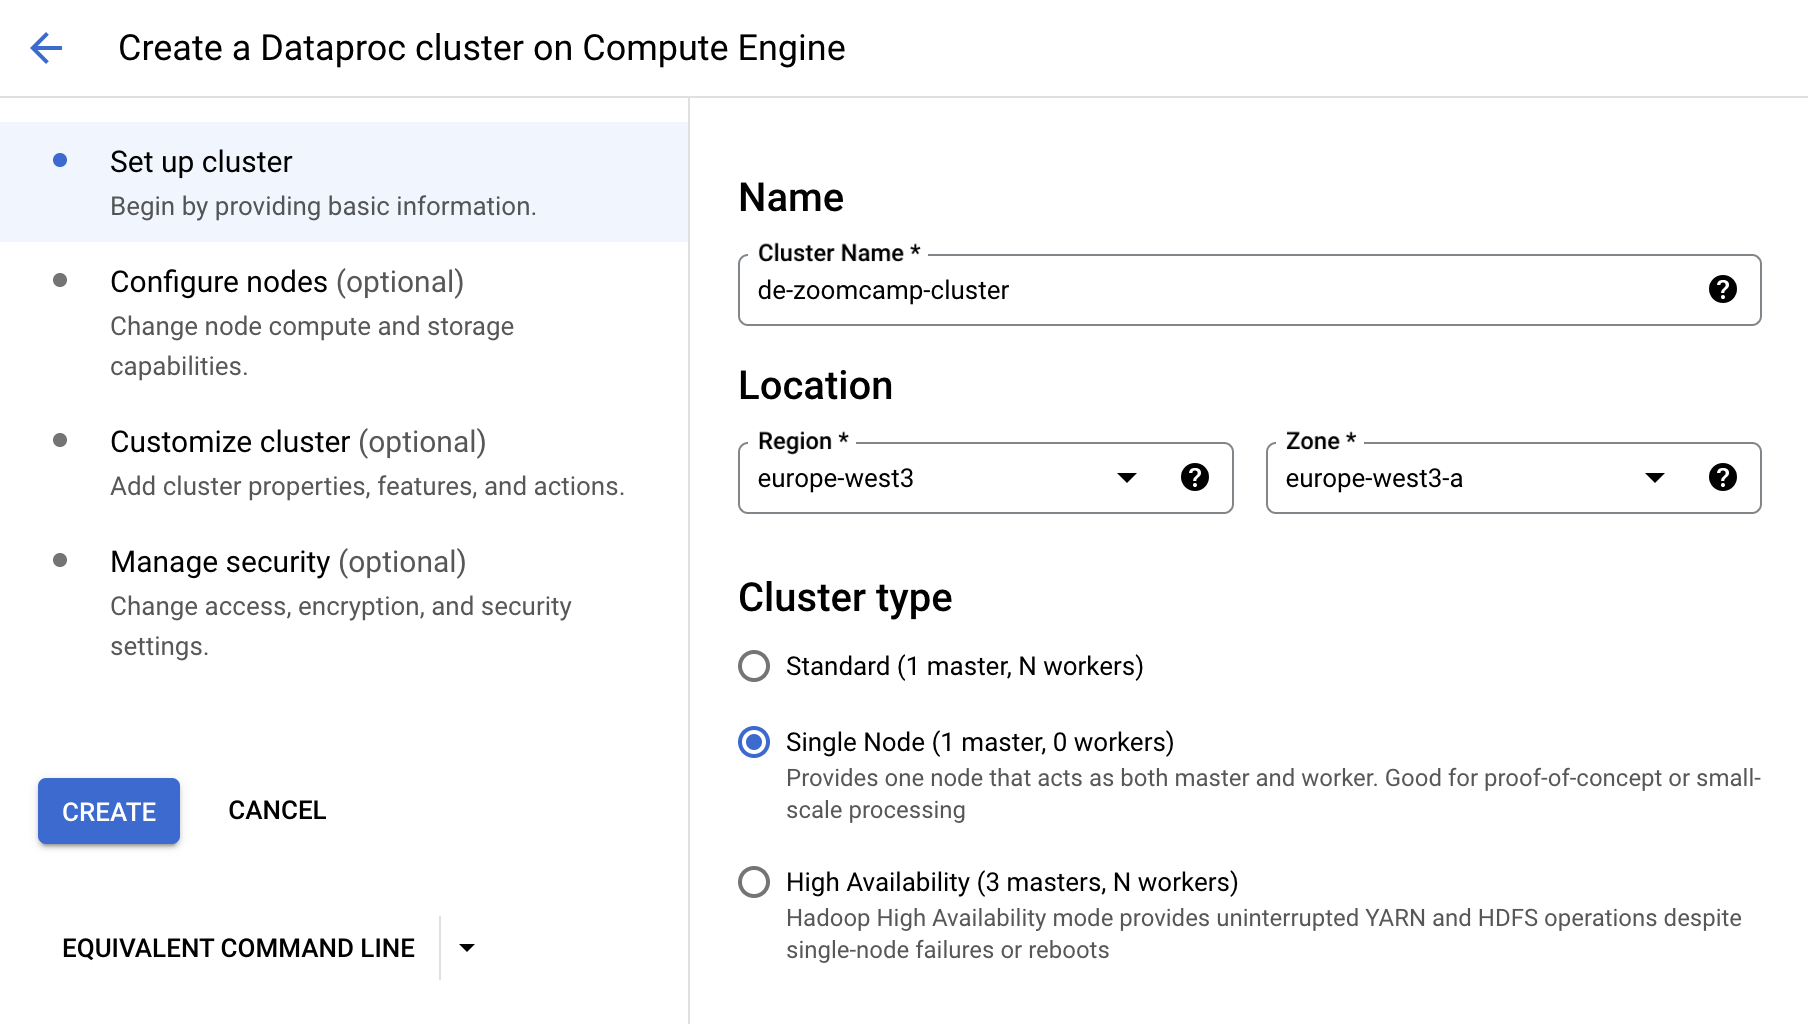 Create a Dataproc cluster on Compute Engine
Set up cluster
Begin by providing basic information.
Configure nodes (optional)
Change node compute and storage
capabilities.
Customize cluster (optional)
Add cluster properties, features, and actions.
Manage security (optional)
Change access, encryption, and security
settings.
CREATE
CANCEL
EQUIVALENT COMMAND LINE
Name
Cluster Name *
de-zoomcamp-cluster
Location
Region *
europe-west3
Zone *
europe-west3-a
Cluster type
Standard (1 master, N workers)
Single Node (1 master, 0 workers)
Provides one node that acts as both master and worker. Good for proof-of-concept or small-
scale processing
High Availability (3 masters, N workers)
Hadoop High Availability mode provides uninterrupted YARN and HDFS operations despite
single-node failures or reboots